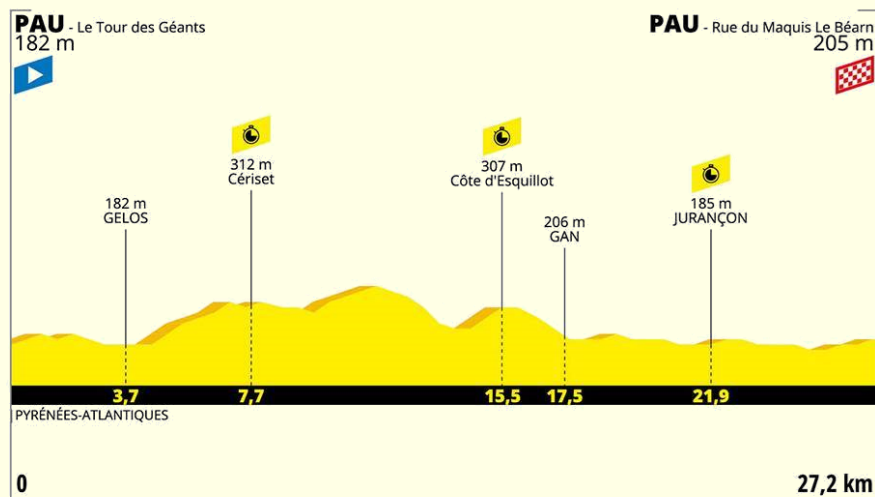 PAU - Le Tour des Géants
182 m
PAU - Rue du Maquis Le Béarn
205 m
312 m
Cériset
307 m
Côte d'Esquillot
182 m
GELOS
206 m
GAN
185 m
JURANÇON
3,7
7,7
15,5
17,5
21,9
PYRÉNÉES-ATLANTIQUES
0
27,2 km